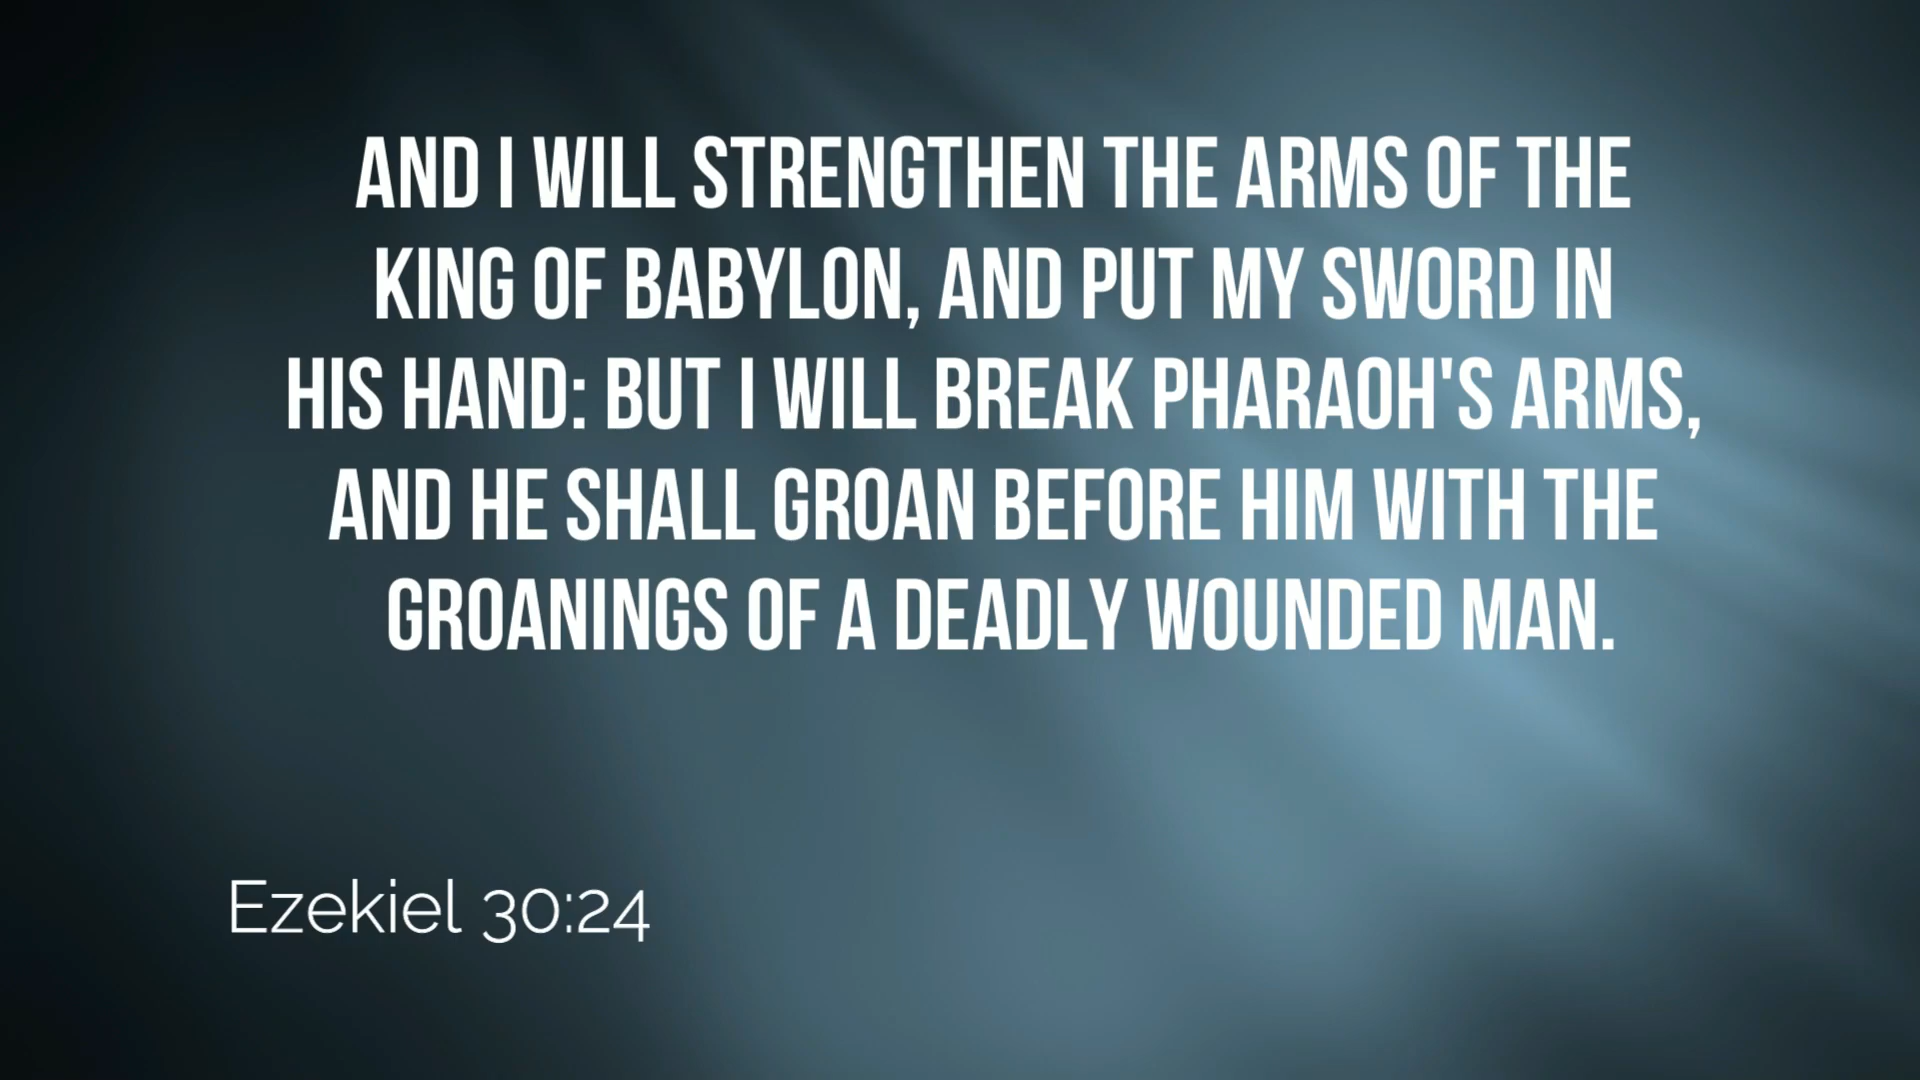 AND I WILL STRENGTHEN THE ARMS OF THE
KING OF BABYLON, AND PUT MY SWORD IN
HIS HAND: BUT I WILL BREAK PHARAOH'S ARMS,
AND HE SHALL GROAN BEFORE HIM WITH THE
GROANINGS OF A DEADLY WOUNDED MAN.
Ezekiel 30:24